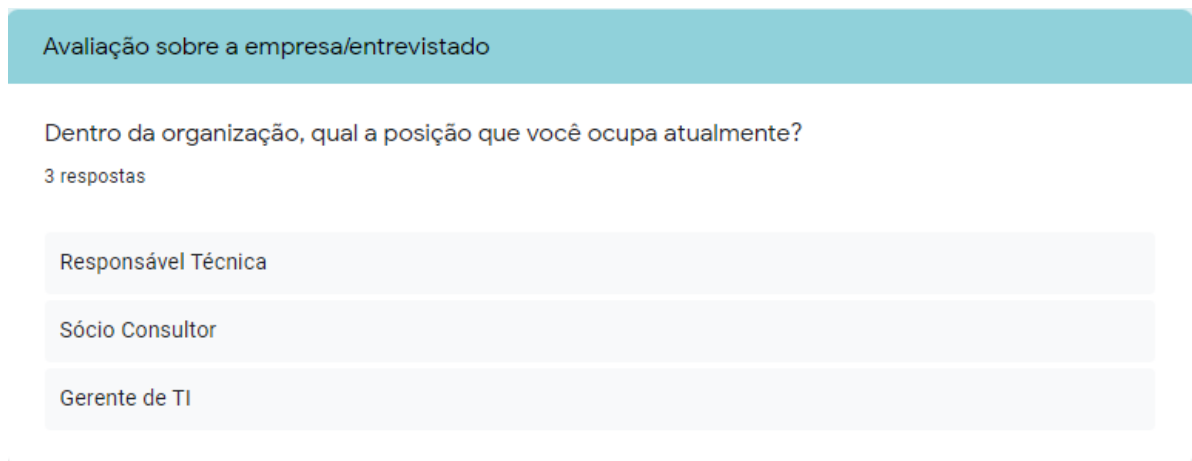 Avaliação sobre a empresa/entrevistado
Dentro da organização, qual a posição que você ocupa atualmente?
3 respostas
Responsável Técnica
Sócio Consultor
Gerente de TI